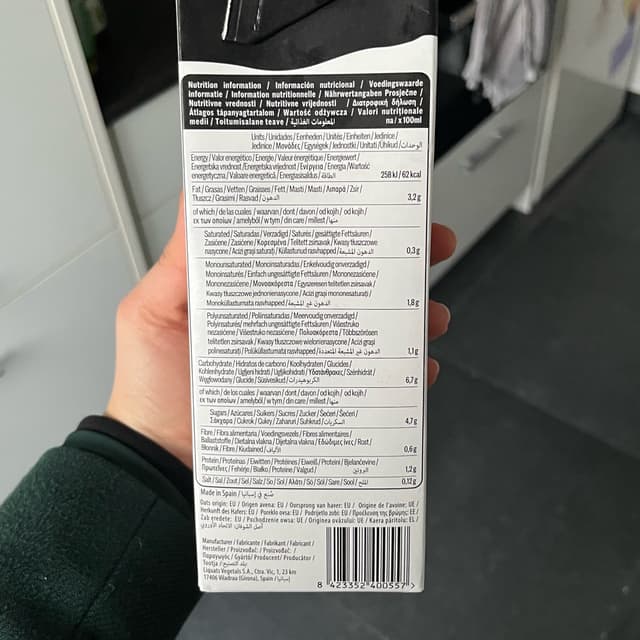 Nutrition information / Información nutricional / Voedingswaarde
informatie / Information nutritionnelle / Nährwertangaben Prosječne /
Nutritivne vrednosti / Nutritivne vrijednosti / Διατροφική δήλωση /
Átlagos tápanyagtartalom / Wartość odżywcza / Valori nutriționale
medii / Toitumisalane teave / المعلومات الغذائية na / x100ml
Units / Unidades / Eenheden / Unités / Einheiten / Jedinice /
Jedinice / Μονάδες / Egységek / Jednostki / Unitati / Ühikud / الوحدات
Energy / Valor energético / Energie / Valeur énergétique / Energiewert /
Energetska vrednost / Energetska vrijednost / Ενέργεια / Energia / Wartość
energetyczna / Valoare energetică / Energiasisaldus / الطاقة 258 kJ / 62 kcal
Fat / Grasas / Vetten / Graisses / Fett / Masti / Masti / Λιπαρά / Zsír /
Tłuszcz / Grasimi / Rasvad / الدهون 3,2 g
of which / de las cuales / waarvan / dont / davon / od kojih / od kojih /
εκ των οποίων / amelyből / w tym / din care / millest / منها
Saturated / Saturadas / Verzadigd / Saturés / gesättigte Fettsäuren /
Zasićene / Zasićene / Κορεσμένα / Telített zsírsavak / Kwasy tłuszczowe
nasycone / Acizi grași saturați / Küllastunud rasvhapped / الدهون المشبعة 0,3 g
Monounsaturated / Monoinsaturadas / Enkelvoudig onverzadigd /
Monoinsaturés / Einfach ungesättigte Fettsäuren / Mononezasićene /
Mononezasićene / Μονοακόρεστα / Egyszeresen telítetlen zsírsavak /
Kwasy tłuszczowe jednonienasycone / Acizi grași mononesaturați /
Monoküllastumata rasvhapped / الدهون غير المشبعة 1,8 g
Polyunsaturated / Poliinsaturadas / Meervoudig onverzadigd /
Polyinsaturés / mehrfach ungesättigte Fettsäuren / Višestruko
nezasićene / Višestruko nezasićene / Πολυακόρεστα / Többszörösen
telítetlen zsírsavak / Kwasy tłuszczowe wielonienasycone / Acizi grași
polinesaturați / Poliküllastumata rasvhapped / الدهون غير المشبعة المتعددة 1,1 g
Carbohydrate / Hidratos de carbono / Koolhydraten / Glucides /
Kohlenhydrate / Ugljeni hidrati / Ugljikohidrati / Υδατάνθρακες / Szénhidrát /
Węglowodany / Glucide / Süsivesikud / الكربوهيدرات 6,7 g
of which / de los cuales / waarvan / dont / davon / od kojih / od kojih /
εκ των οποίων / amelyből / w tym / din care / millest / منها
Sugars / Azúcares / Suikers / Sucres / Zucker / Šećeri / Šećeri /
Σάκχαρα / Cukrok / Cukry / Zaharuri / Suhkrud / السكريات 4,7 g
Fibre / Fibra alimentaria / Voedingsvezels / Fibres alimentaires /
Ballaststoffe / Dijetalna vlakna / Dijetalna vlakna / Εδώδιμες ίνες / Rost /
Błonnik / Fibre / Kiudained / الألياف 0,6 g
Protein / Proteínas / Eiwitten / Protéines / Eiweiß / Proteini / Bjelančevine /
Πρωτεΐνες / Fehérje / Białko / Proteine / Valgud / البروتين 1,2 g
Salt / Sal / Zout / Sel / Salz / So / Sol / Αλάτι / Só / Sól / Sare / Sool / الملح 0,12 g
Made in Spain / صنع في إسبانيا
Oats origin: EU / Origen avena: EU / Oorsprong van haver: EU / Origine de l'avoine: UE /
Herkunft des Hafers: EU / Poreklo ovsa: EU / Podrijetlo zobi: EU / Προέλευση της βρώμης: ΕΕ /
Zab eredete: EU / Pochodzenie owsa: UE / Originea ovăzului: UE / Kaera päritolu: EL /
أصل الشوفان: الاتحاد الأوروبي
Manufacturer / Fabricante / Fabrikant / Fabricant /
Hersteller / Proizvođač: / Proizvođač: /
Παραγωγός / Gyártó / Producent / Producător /
Tootja / بلد التصنيع
Liquats Vegetals S.A., Ctra. Vic, 1, 23 km
17406 Viladrau (Girona), Spain / إسبانيا
8 423352 400557 >